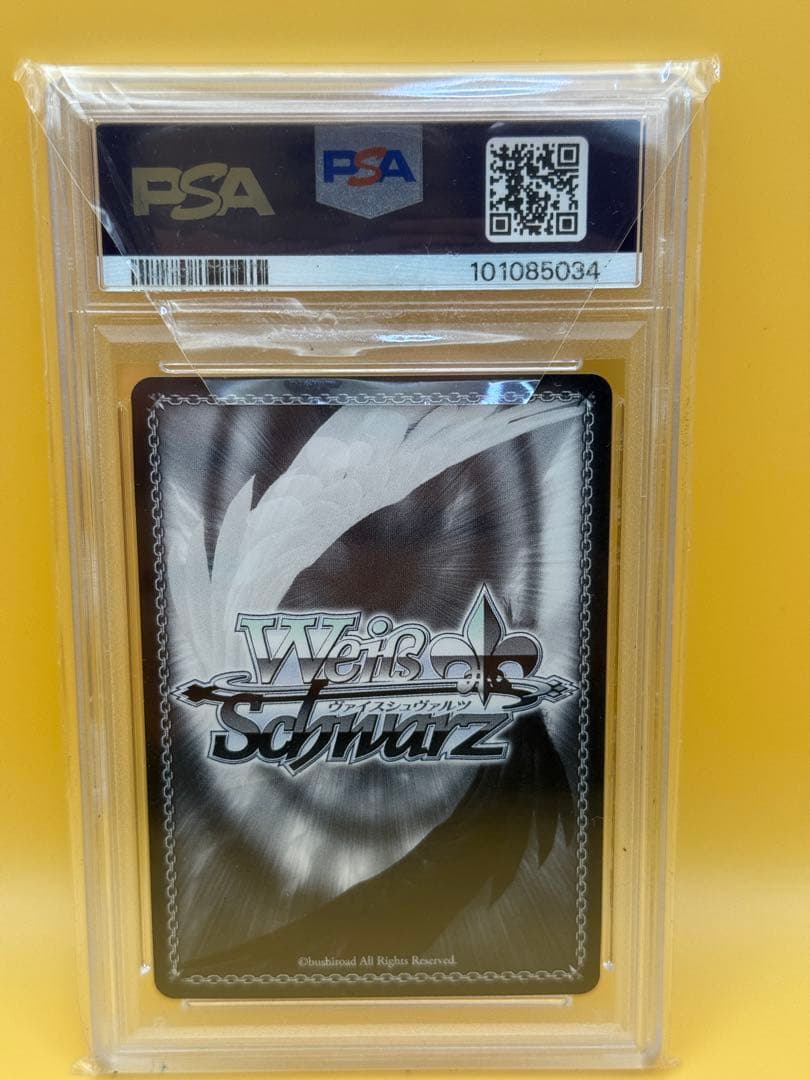 PSA
PSA
101085034
Weiß
ヴァイスシュヴァルツ
Schwarz
©bushiroad All Rights Reserved.